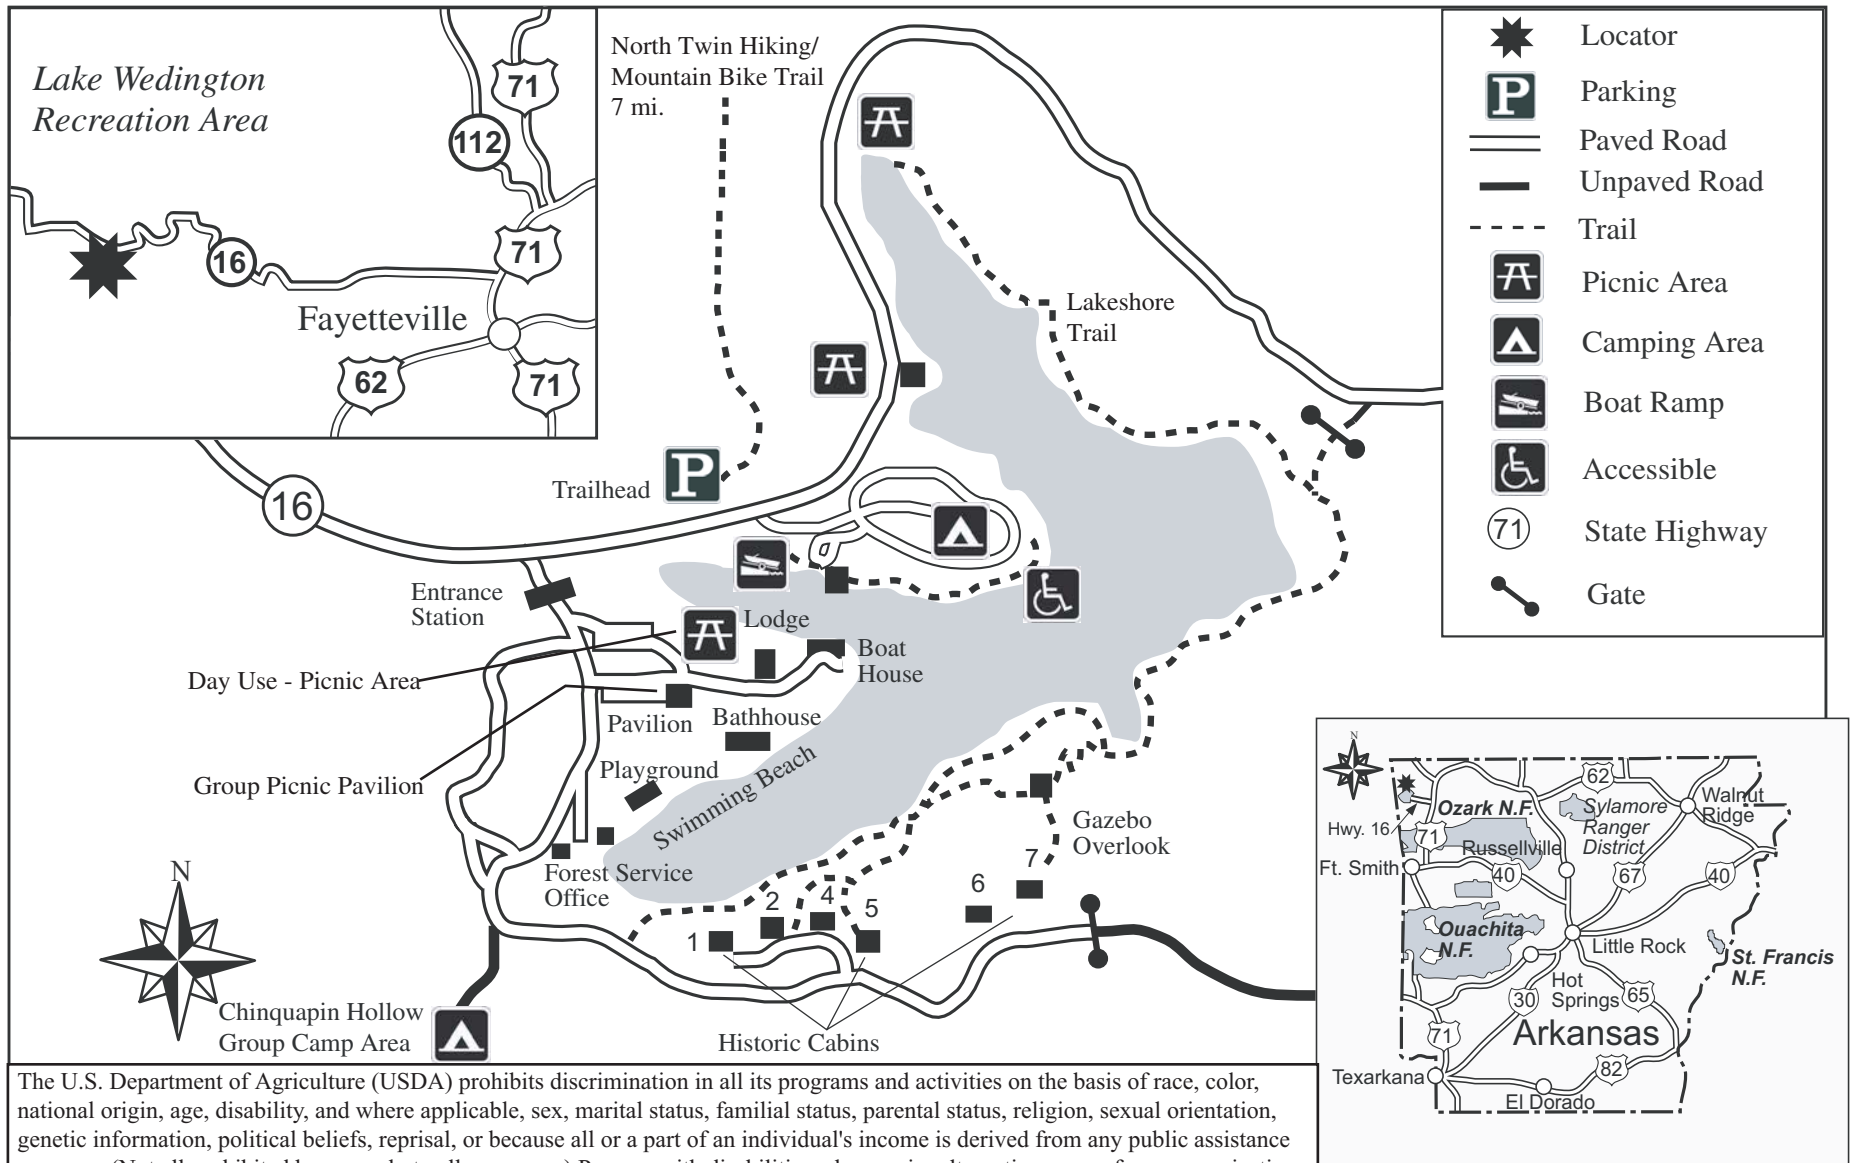 Lake Wedington
Recreation Area
71
112
16
71
Fayetteville
62
71
North Twin Hiking/
Mountain Bike Trail
7 mi.
Lakeshore
Trail
P
Trailhead
16
Entrance
Station
Lodge
Boat
House
Day Use - Picnic Area
Pavilion
Bathhouse
Group Picnic Pavilion
Playground
Swimming Beach
Gazebo
Overlook
Forest Service
Office
1
2
4
5
6
7
N
Chinquapin Hollow
Group Camp Area
Historic Cabins
Locator
P Parking
Paved Road
Unpaved Road
Trail
Picnic Area
Camping Area
Boat Ramp
Accessible
71 State Highway
Gate
N
62
Ozark N.F.
Sylamore
Ranger
District
Walnut
Ridge
Hwy. 16
71
Russellville
Ft. Smith
40
67
40
Ouachita
N.F.
Little Rock
St. Francis
N.F.
Hot
Springs
30
65
71
Arkansas
82
Texarkana
El Dorado
The U.S. Department of Agriculture (USDA) prohibits discrimination in all its programs and activities on the basis of race, color,
national origin, age, disability, and where applicable, sex, marital status, familial status, parental status, religion, sexual orientation,
genetic information, political beliefs, reprisal, or because all or a part of an individual's income is derived from any public assistance